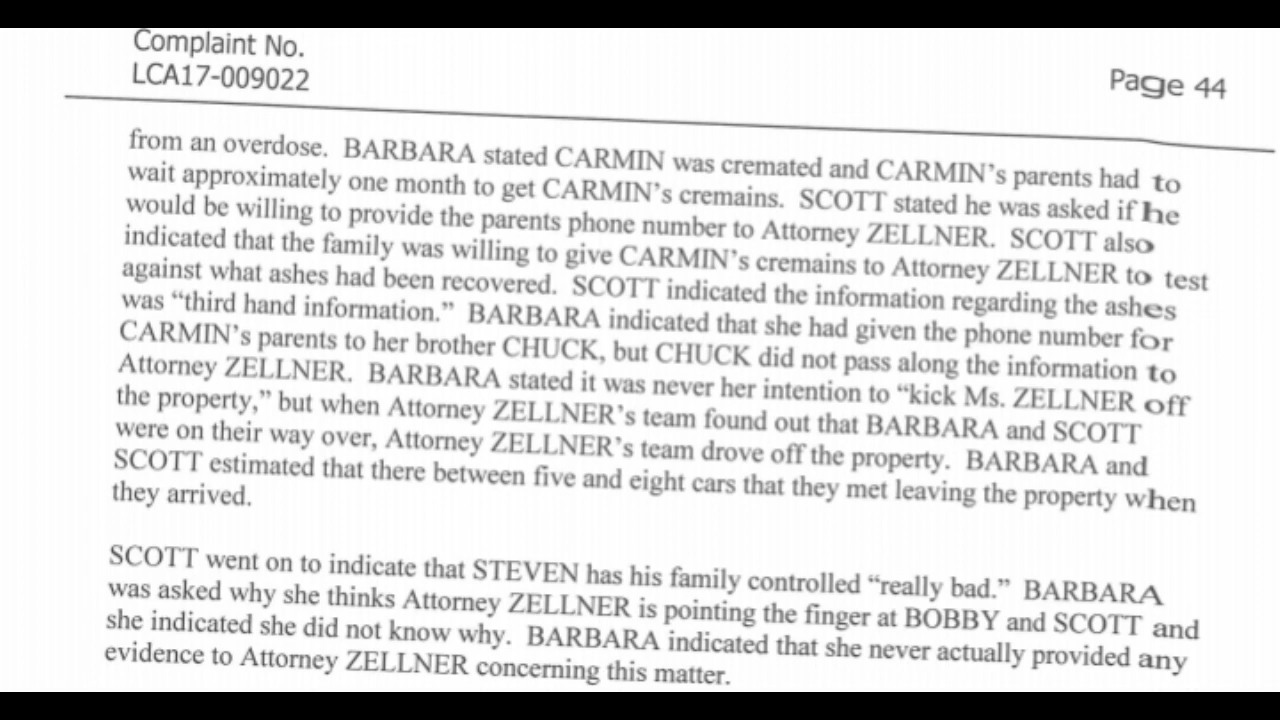 Complaint No.
LCA17-009022
Page 44
from an overdose. BARBARA stated CARMIN was cremated and CARMIN's parents had to
wait approximately one month to get CARMIN's cremains. SCOTT stated he was asked if he
would be willing to provide the parents phone number to Attorney ZELLNER. SCOTT also
indicated that the family was willing to give CARMIN's cremains to Attorney ZELLNER to test
against what ashes had been recovered. SCOTT indicated the information regarding the ashes
was “third hand information.” BARBARA indicated that she had given the phone number for
CARMIN's parents to her brother CHUCK, but CHUCK did not pass along the information to
Attorney ZELLNER. BARBARA stated it was never her intention to “kick Ms. ZELLNER off
the property,” but when Attorney ZELLNER's team found out that BARBARA and SCOTT
were on their way over, Attorney ZELLNER's team drove off the property. BARBARA and
SCOTT estimated that there between five and eight cars that they met leaving the property when
they arrived.
SCOTT went on to indicate that STEVEN has his family controlled “really bad.” BARBARA
was asked why she thinks Attorney ZELLNER is pointing the finger at BOBBY and SCOTT and
she indicated she did not know why. BARBARA indicated that she never actually provided any
evidence to Attorney ZELLNER concerning this matter.